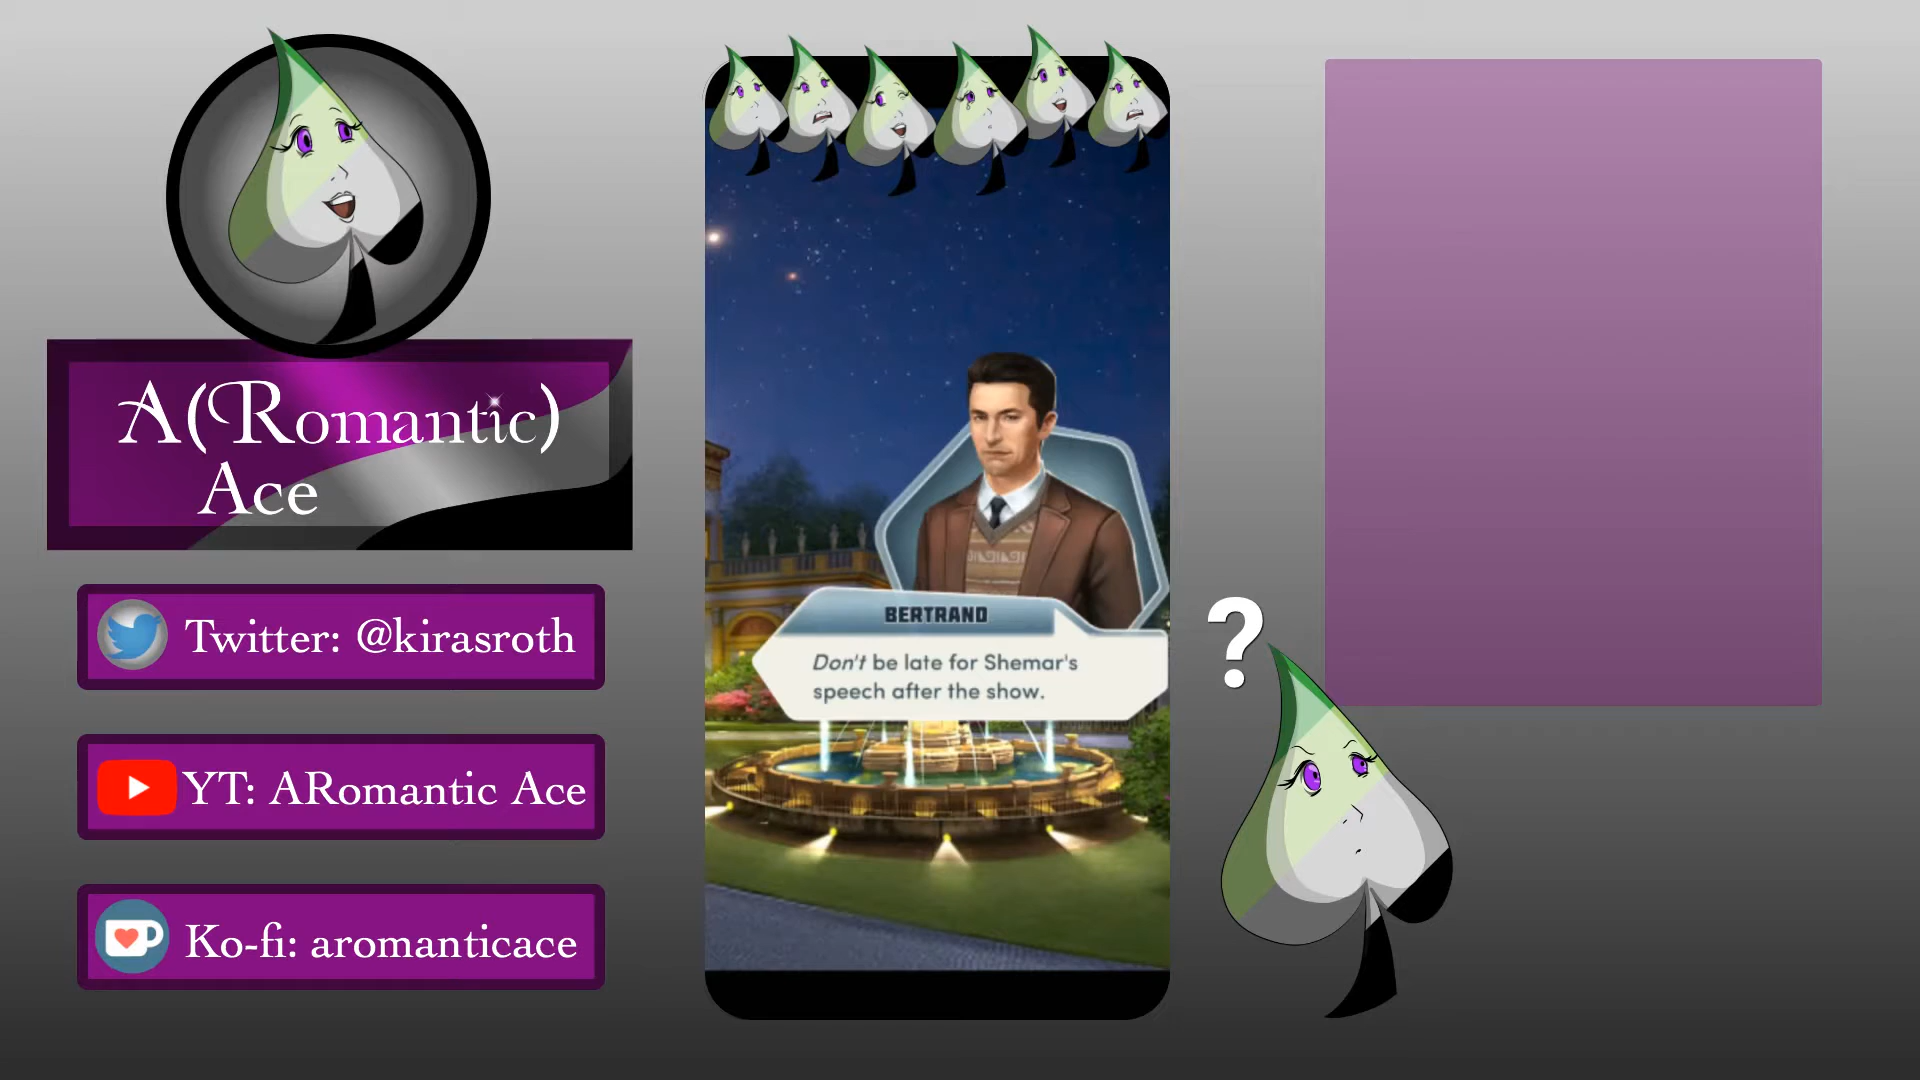 A(Romantic)
Ace
Twitter: @kirasroth
YT: ARomantic Ace
Ko-fi: aromanticace
BERTRAND
Don't be late for Shemar's
speech after the show.
?